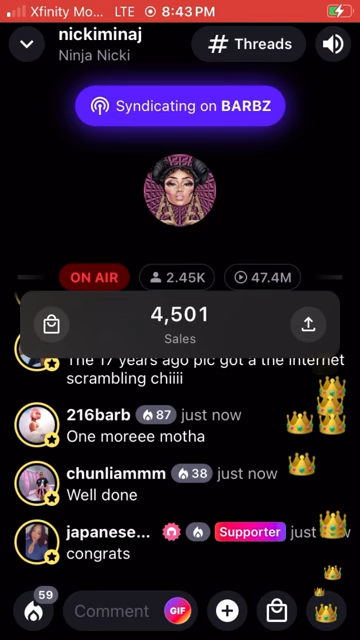 Xfinity Mo... LTE 8:43 PM
nickiminaj
Ninja Nicki
Threads
Syndicating on BARBZ
ON AIR 2.45K 47.4M
4,501
Sales
The 17 years ago pic got a the internet
scrambling chiiii
216barb 87 just now
One moreee motha
chunliammm 38 just now
Well done
japanese... Supporter just
congrats
59
Comment GIF